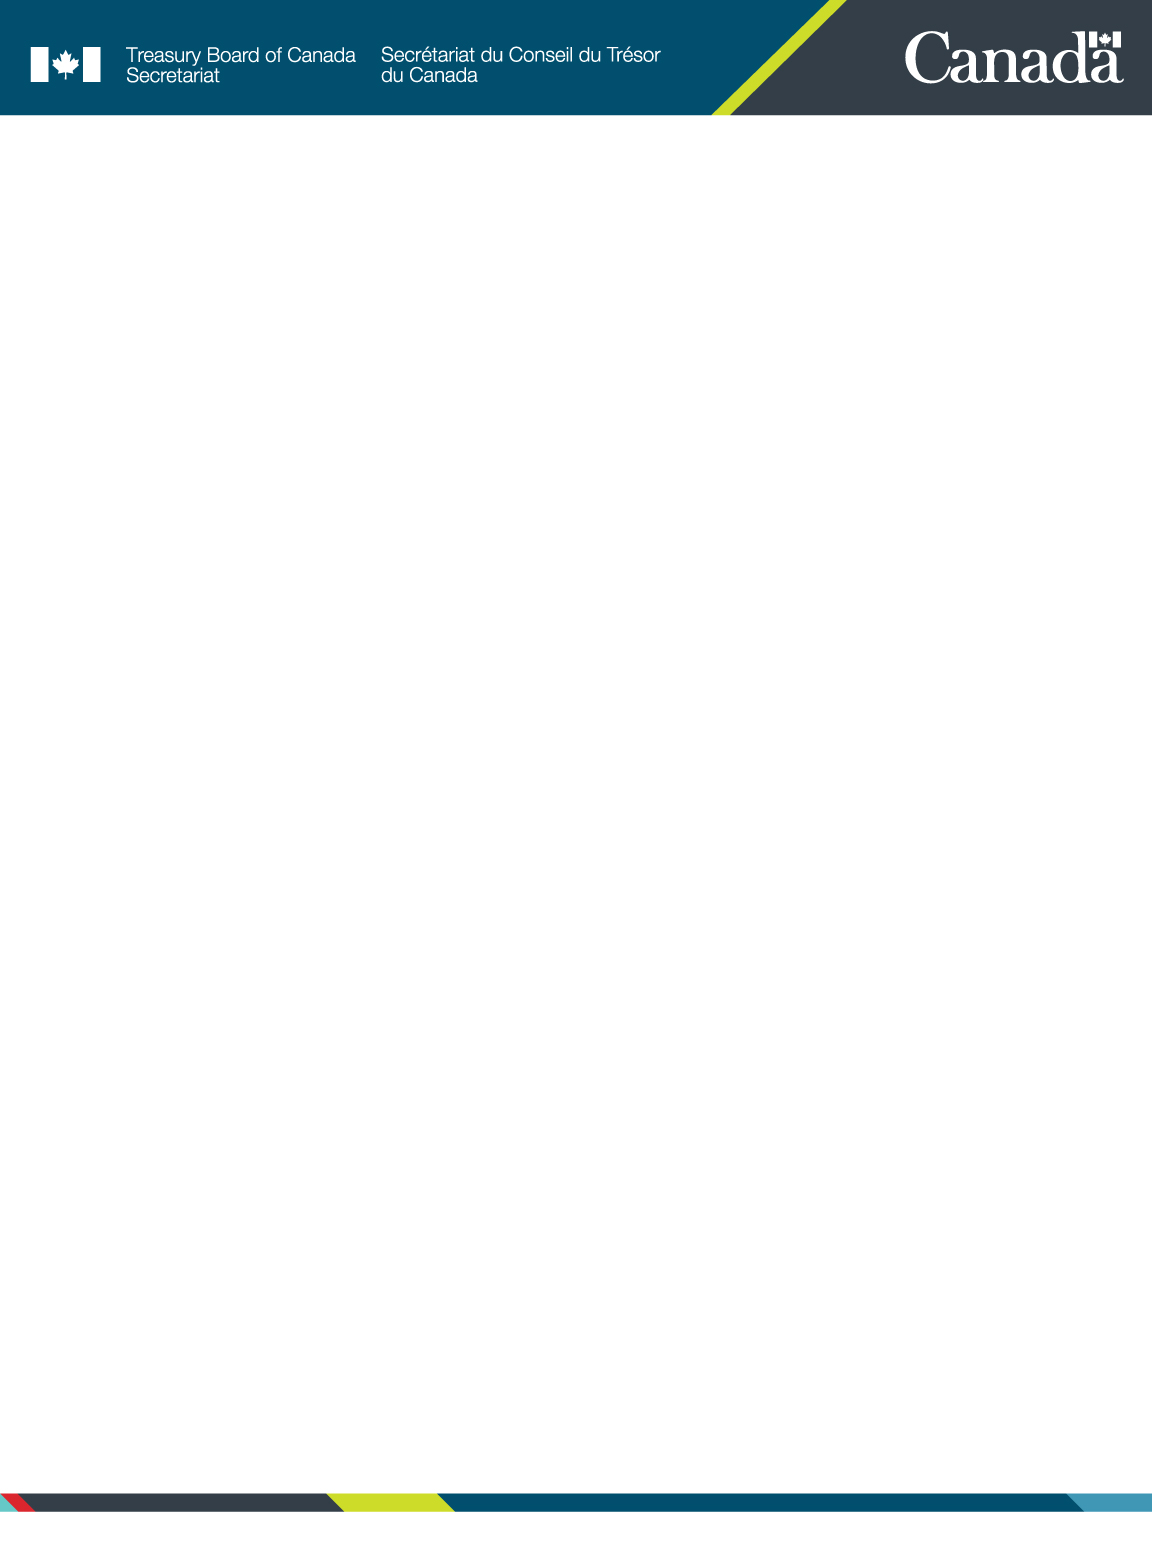 Treasury Board of Canada
Secretariat
Secrétariat du Conseil du Trésor
du Canada
Canada